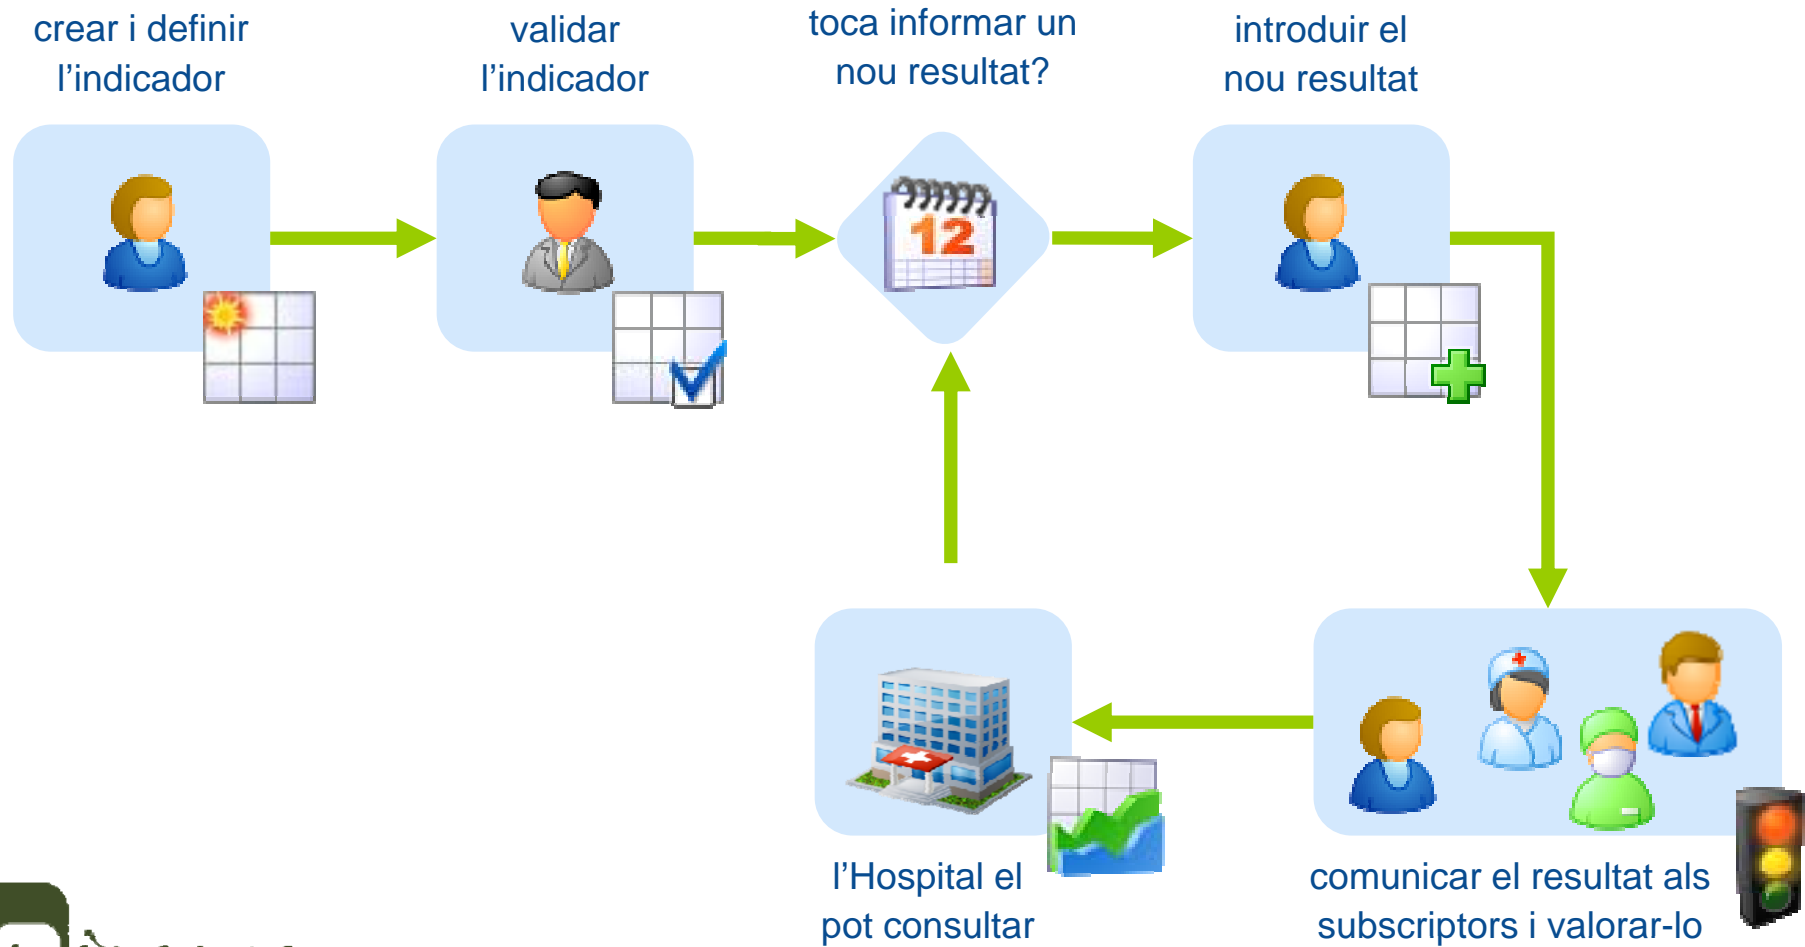 crear i definir
l’indicador
validar
l’indicador
toca informar un
nou resultat?
introduir el
nou resultat
12
l’Hospital el
pot consultar
comunicar el resultat als
subscriptors i valorar-lo